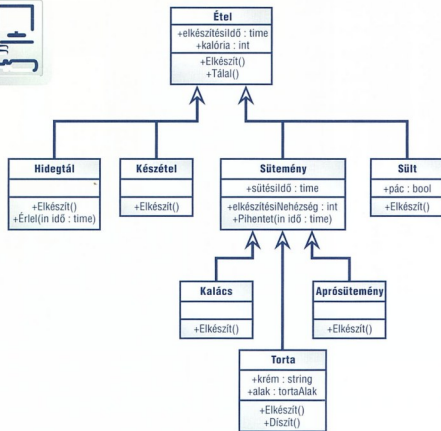 Étel
+elkészítésiIdő : time
+kalória : int
+Elkészít()
+Tálal()
Hidegtál
+Elkészít()
+Érlel(in idő : time)
Készétel
+Elkészít()
Sütemény
+sütésiIdő : time
+elkészítésiNehézség : int
+Pihentet(in idő : time)
Sült
+pác : bool
+Elkészít()
Kalács
+Elkészít()
Aprósütemény
+Elkészít()
Torta
+krém : string
+alak : tortaAlak
+Elkészít()
+Díszít()